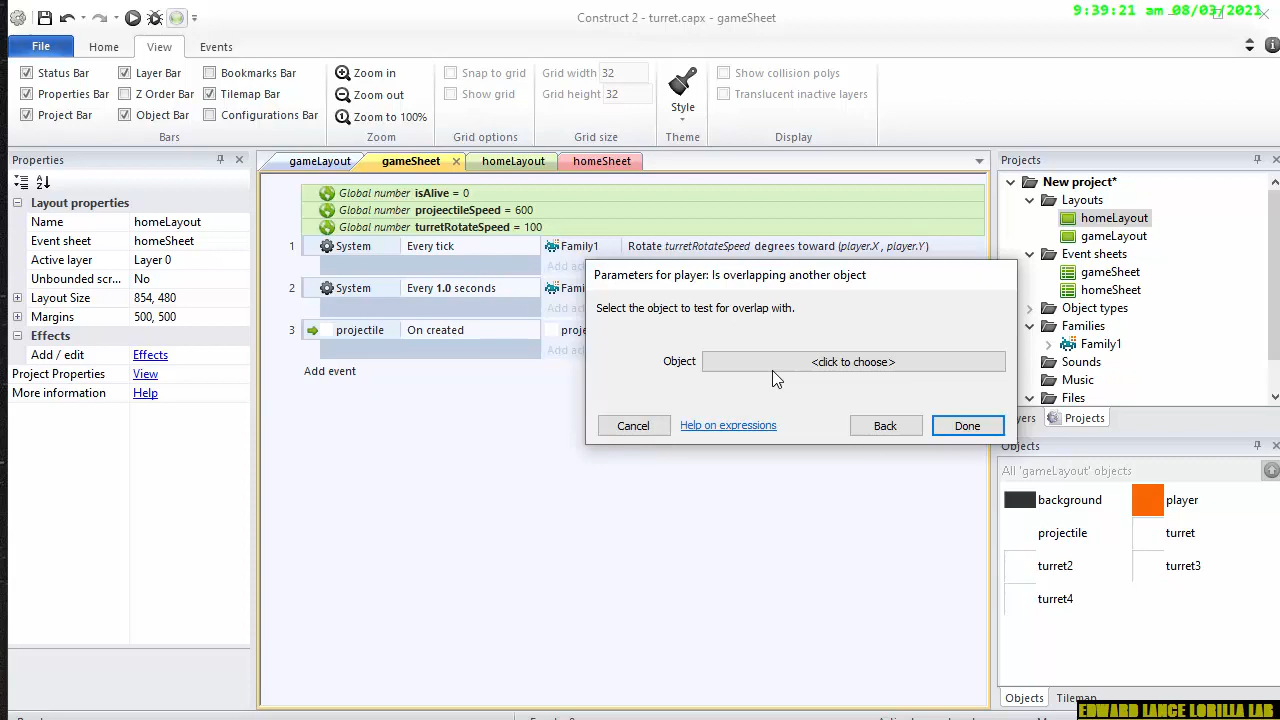 Construct 2 - turret.capx - gameSheet
9:39:21 am 08/03/2021
File Home View Events
Status Bar Layer Bar Bookmarks Bar Zoom in Snap to grid Grid width 32 Show collision polys
Properties Bar Z Order Bar Tilemap Bar Zoom out Show grid Grid height 32 Translucent inactive layers
Project Bar Object Bar Configurations Bar Zoom to 100% Style
Bars Zoom Grid options Grid size Theme Display
Properties gameLayout gameSheet homeLayout homeSheet Projects
Layout properties
Name homeLayout
Event sheet homeSheet
Active layer Layer 0
Unbounded scr... No
Layout Size 854, 480
Margins 500, 500
Effects
Add / edit Effects
Project Properties View
More information Help
Global number isAlive = 0
Global number projeectileSpeed = 600
Global number turretRotateSpeed = 100
1 System Every tick Family1 Rotate turretRotateSpeed degrees toward (player.X , player.Y)
Add ac
2 System Every 1.0 seconds Fami
Add ac
3 projectile On created proje
Add ac
Add event
Parameters for player: Is overlapping another object
Select the object to test for overlap with.
Object <click to choose>
Cancel Help on expressions Back Done
New project*
Layouts
homeLayout
gameLayout
Event sheets
gameSheet
homeSheet
Object types
Families
Family1
Sounds
Music
Files
yers Projects
Objects
All 'gameLayout' objects
background player
projectile turret
turret2 turret3
turret4
Objects Tilemap
EDWARD LANCE LORILLA LAB